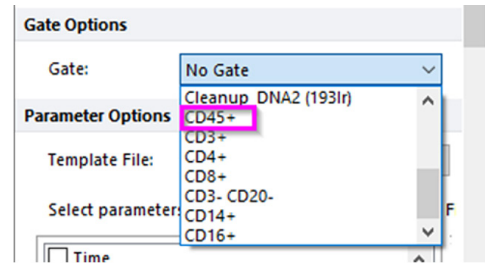 Gate Options
Gate: No Gate
Cleanup_DNA2 (193Ir)
Parameter Options CD45+
CD3+
Template File: CD4+
CD8+
Select parameters CD3- CD20-
CD14+
CD16+
Time